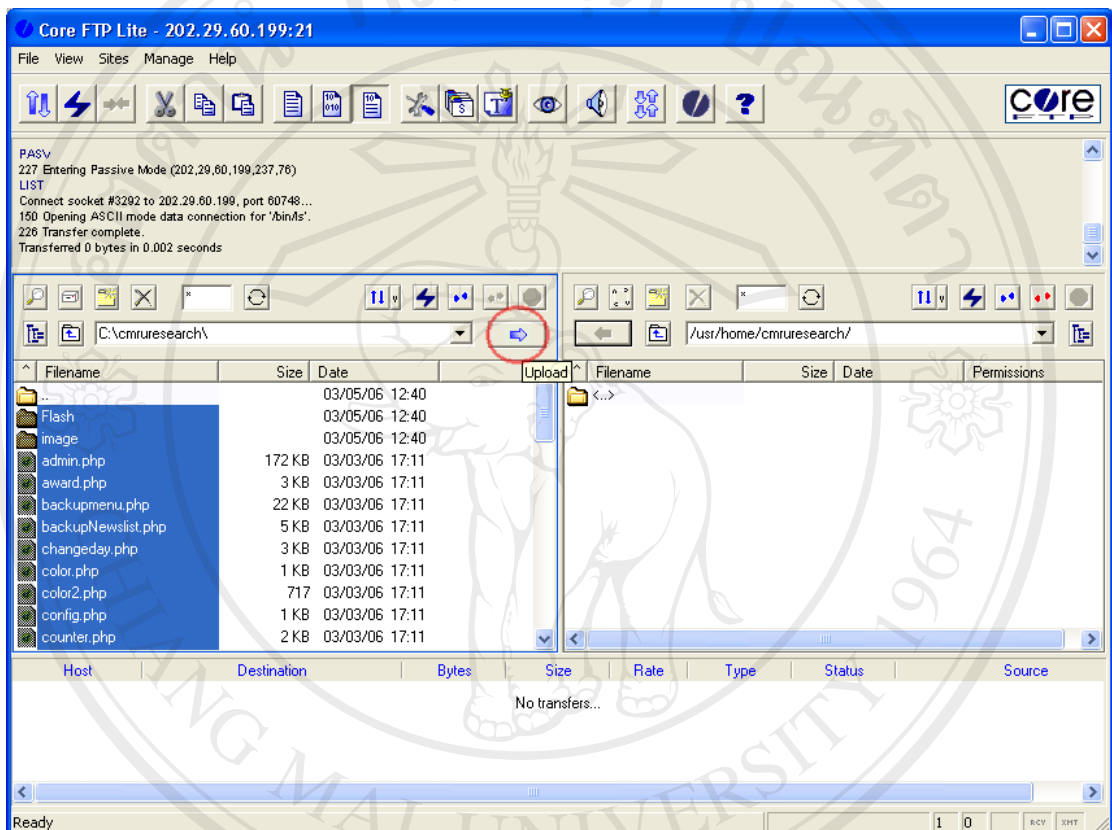 Core FTP Lite - 202.29.60.199:21
File View Sites Manage Help
CORE
PASV
227 Entering Passive Mode (202,29,60,199,237,76)
LIST
Connect socket #3292 to 202.29.60.199, port 60748...
150 Opening ASCII mode data connection for '/bin/ls'.
226 Transfer complete.
Transferred 0 bytes in 0.002 seconds
C:\cmruresearch\
/usr/home/cmruresearch/
Upload
^ Filename Size Date
.. 03/05/06 12:40
Flash 03/05/06 12:40
image 03/05/06 12:40
admin.php 172 KB 03/03/06 17:11
award.php 3 KB 03/03/06 17:11
backupmenu.php 22 KB 03/03/06 17:11
backupNewslist.php 5 KB 03/03/06 17:11
changeday.php 3 KB 03/03/06 17:11
color.php 1 KB 03/03/06 17:11
color2.php 717 03/03/06 17:11
config.php 1 KB 03/03/06 17:11
counter.php 2 KB 03/03/06 17:11
^ Filename Size Date Permissions
<..>
Host Destination Bytes Size Rate Type Status Source
No transfers...
Ready 1 0 RCV XMT
CHIANG MAI UNIVERSITY 1964